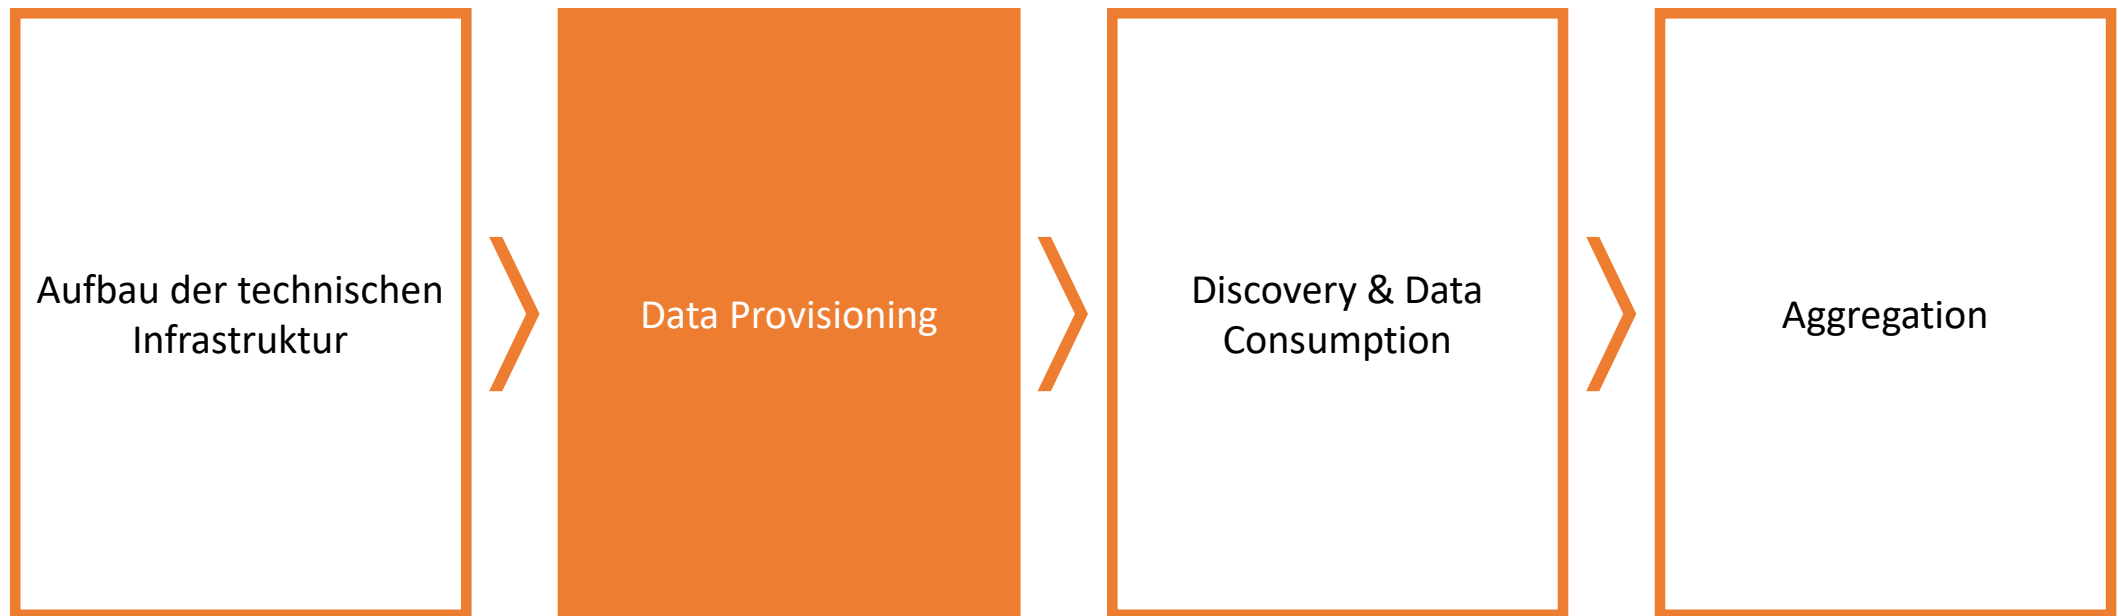 Aufbau der technischen
Infrastruktur
Data Provisioning
Discovery & Data
Consumption
Aggregation